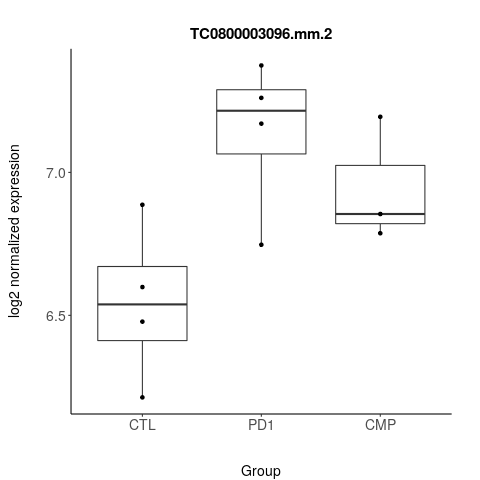 TC0800003096.mm.2
log2 normalized expression
7.0
6.5
CTL PD1 CMP
Group